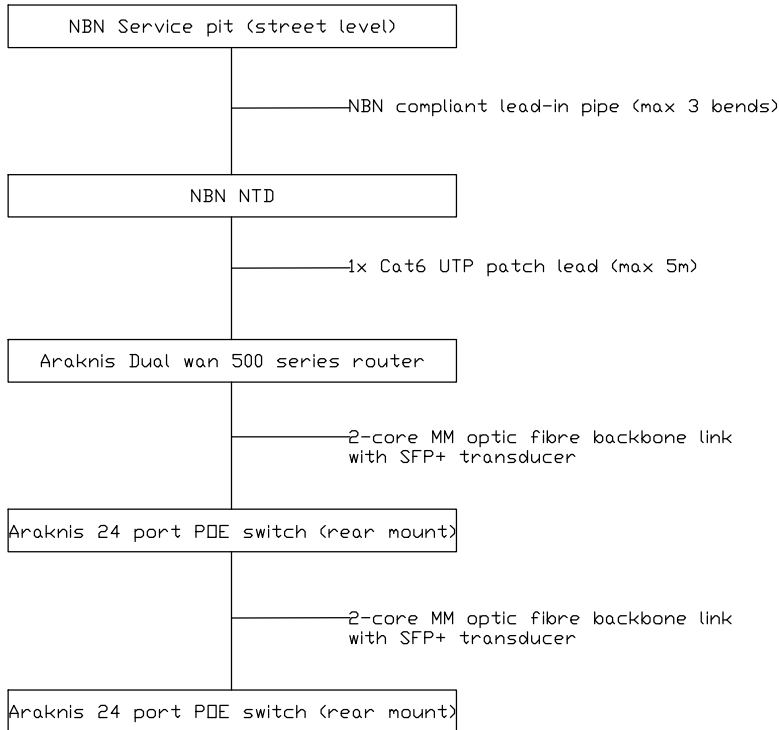 NBN Service pit (street level)
NBN compliant lead-in pipe (max 3 bends)
NBN NTD
1x Cat6 UTP patch lead (max 5m)
Araknis Dual wan 500 series router
2-core MM optic fibre backbone link
with SFP+ transducer
Araknis 24 port POE switch (rear mount)
2-core MM optic fibre backbone link
with SFP+ transducer
Araknis 24 port POE switch (rear mount)